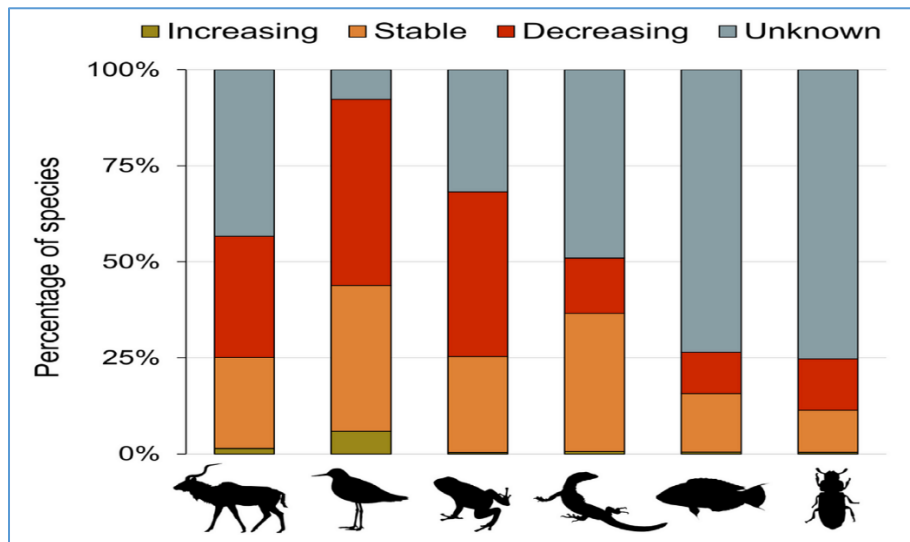 Increasing Stable Decreasing Unknown
100%
75%
50%
25%
0%
Percentage of species